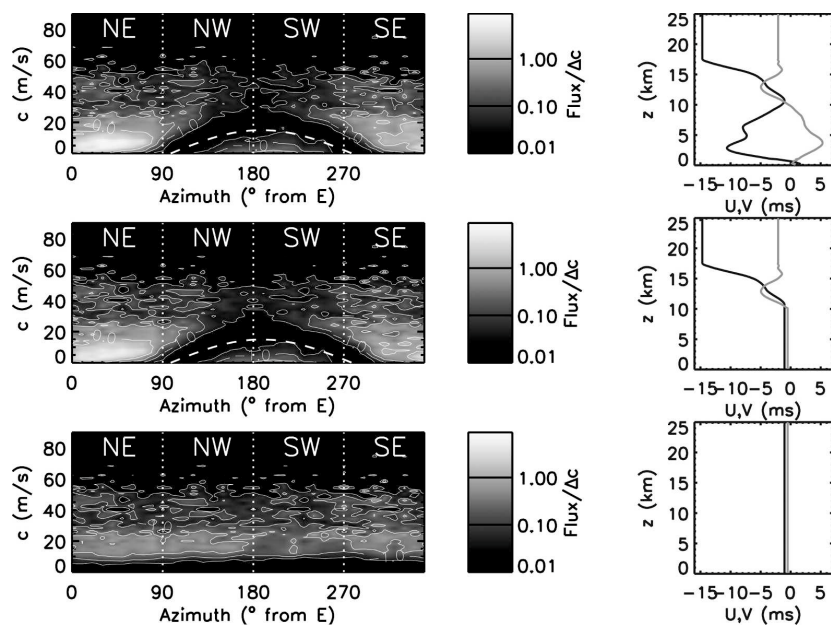 NE NW SW SE
80
60
40
20
0
c (m/s)
0 90 180 270
Azimuth (° from E)
1.00
0.10
0.01
Flux/Δc
25
20
15
10
5
0
z (km)
−15−10−5 0 5
U,V (ms)
NE NW SW SE
80
60
40
20
0
c (m/s)
0 90 180 270
Azimuth (° from E)
1.00
0.10
0.01
Flux/Δc
25
20
15
10
5
0
z (km)
−15−10−5 0 5
U,V (ms)
NE NW SW SE
80
60
40
20
0
c (m/s)
0 90 180 270
Azimuth (° from E)
1.00
0.10
0.01
Flux/Δc
25
20
15
10
5
0
z (km)
−15−10−5 0 5
U,V (ms)